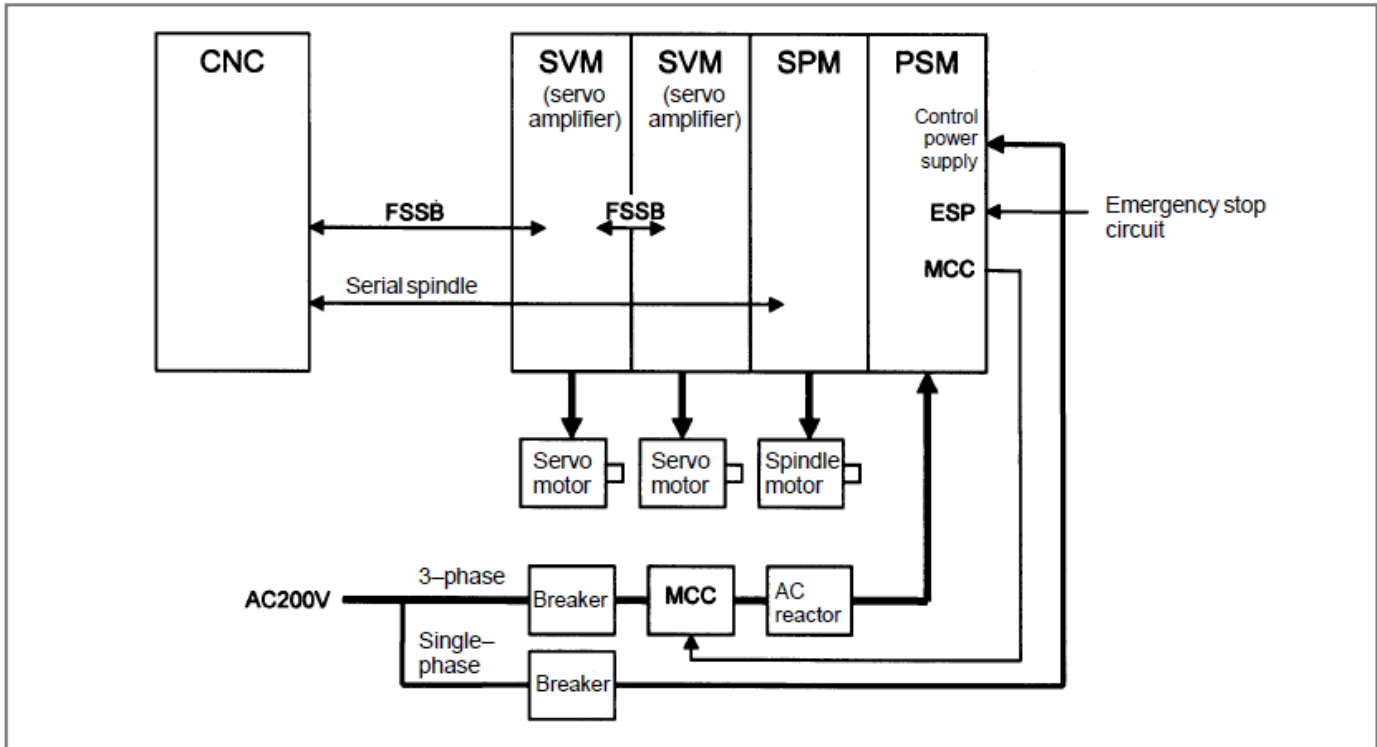 CNC
SVM
(servo
amplifier)
SVM
(servo
amplifier)
SPM
PSM
Control
power
supply
FSSB
FSSB
ESP
Emergency stop
circuit
MCC
Serial spindle
Servo
motor
Servo
motor
Spindle
motor
3–phase
AC200V
Breaker
MCC
AC
reactor
Single–
phase
Breaker